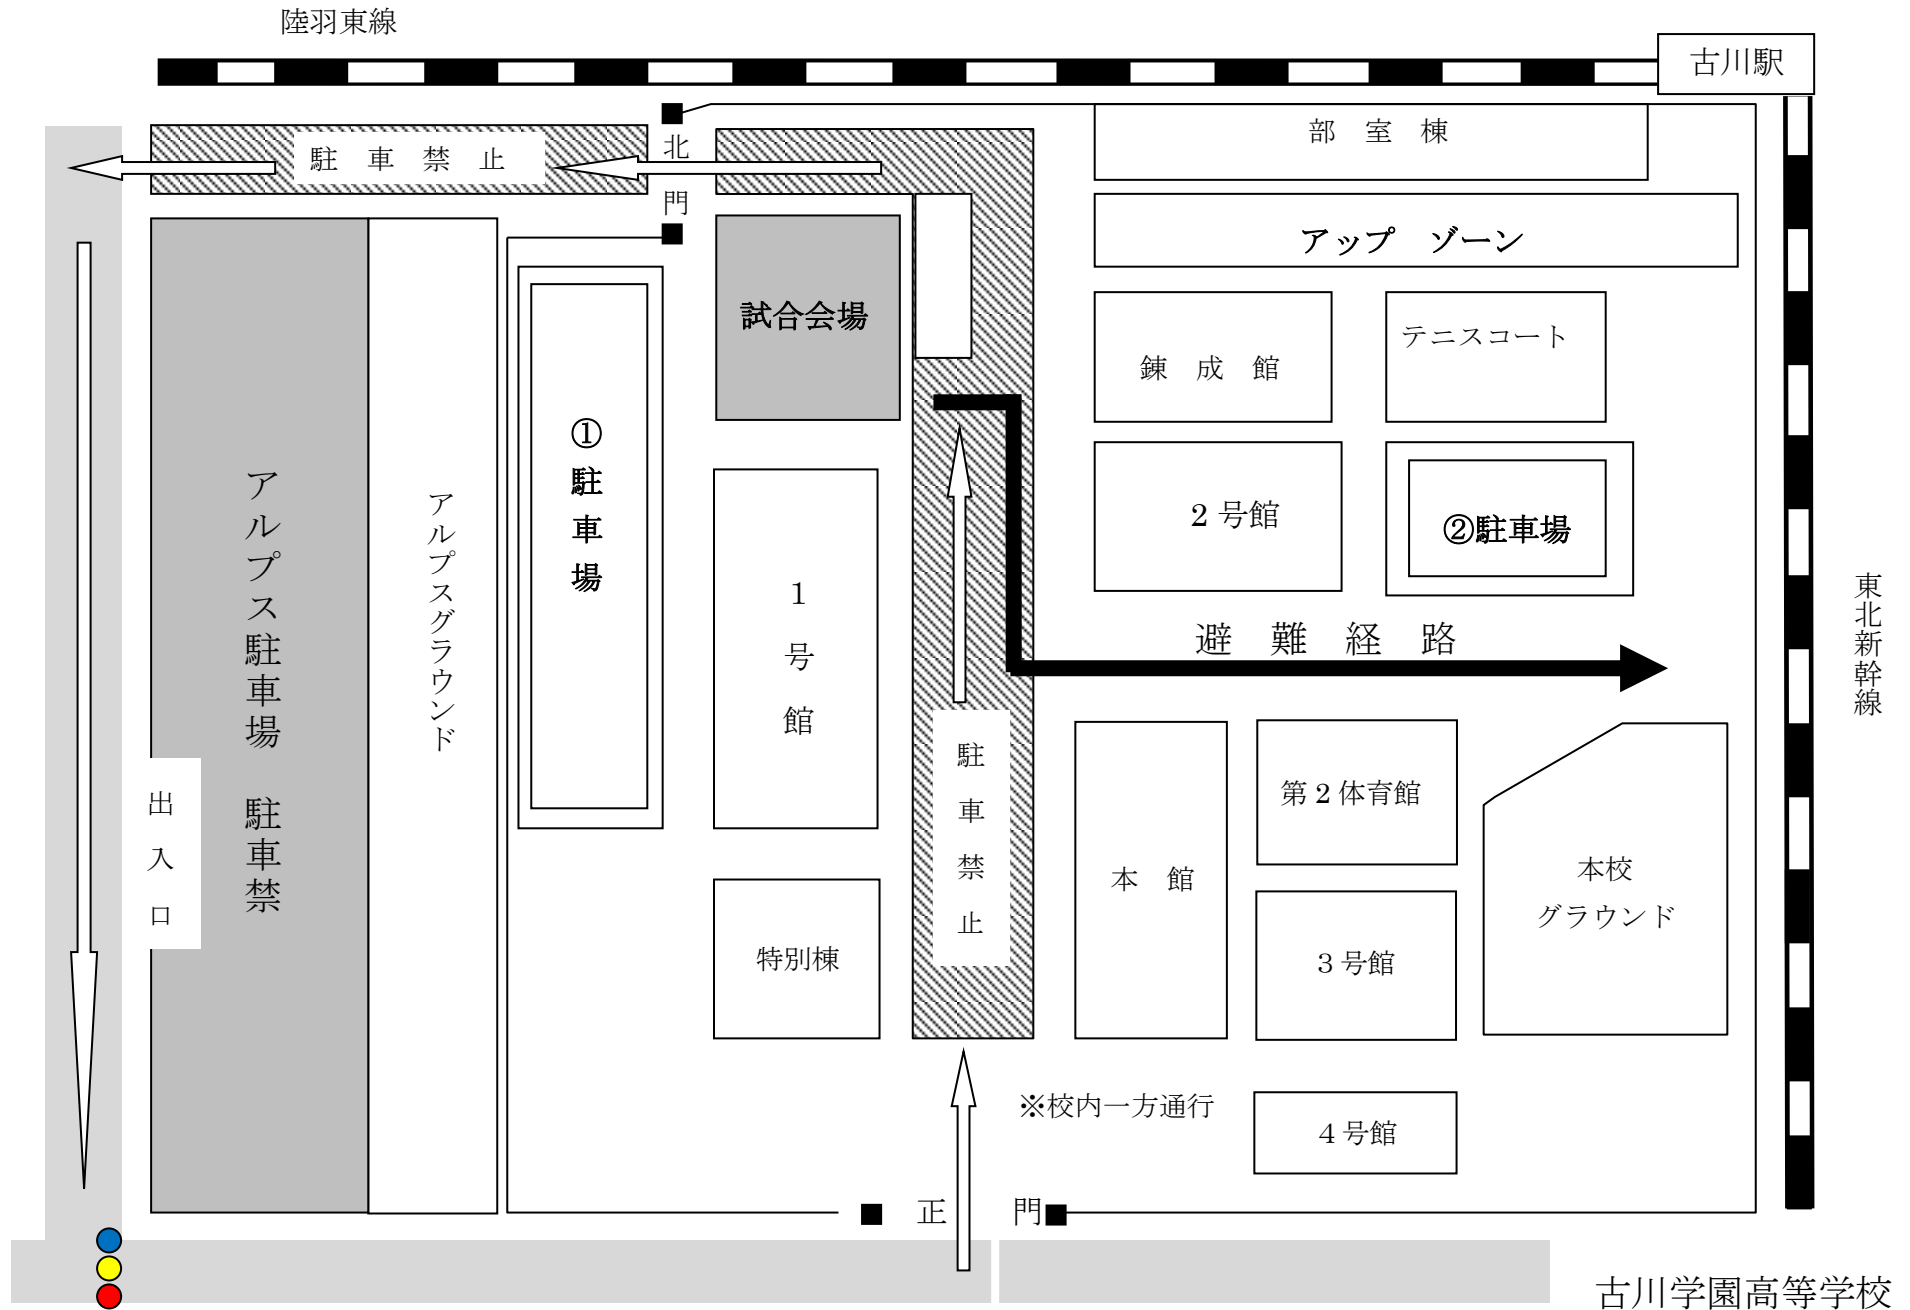 陸羽東線
古川駅
部 室 棟
駐 車 禁 止
北
門
アップ ゾーン
試合会場
テニスコート
錬 成 館
①駐車場
2 号館
②駐車場
アルプス駐車場 駐車禁
アルプスグラウンド
1号館
避 難 経 路
東北新幹線
駐車禁止
出入口
第 2 体育館
本 館
本校
グラウンド
特別棟
3 号館
※校内一方通行
4 号館
正 門
古川学園高等学校